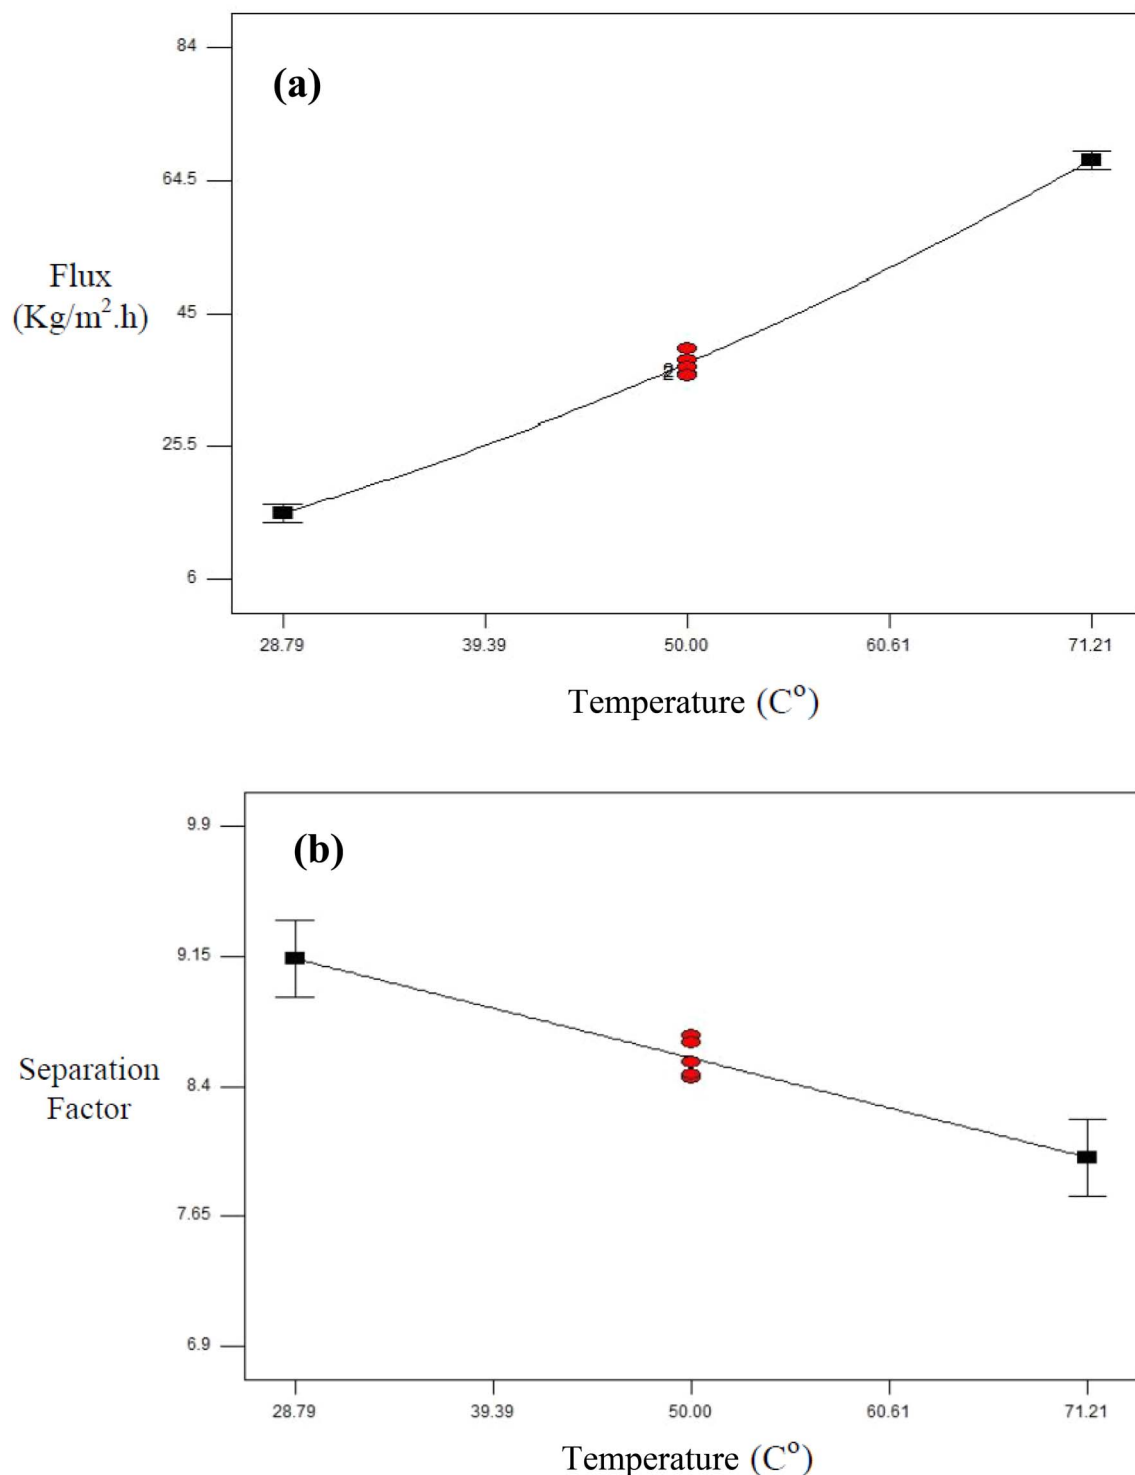 84
(a)
64.5
Flux
(Kg/m².h)
45
25.5
6
28.79 39.39 50.00 60.61 71.21
Temperature (Cº)
9.9
(b)
9.15
Separation
Factor
8.4
7.65
6.9
28.79 39.39 50.00 60.61 71.21
Temperature (Cº)